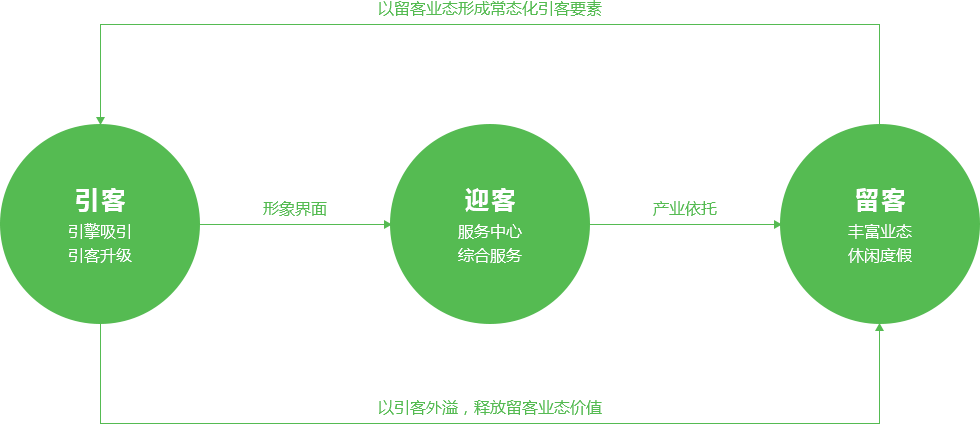 以留客业态形成常态化引客要素
引客
引擎吸引
引客升级
形象界面
迎客
服务中心
综合服务
产业依托
留客
丰富业态
休闲度假
以引客外溢，释放留客业态价值